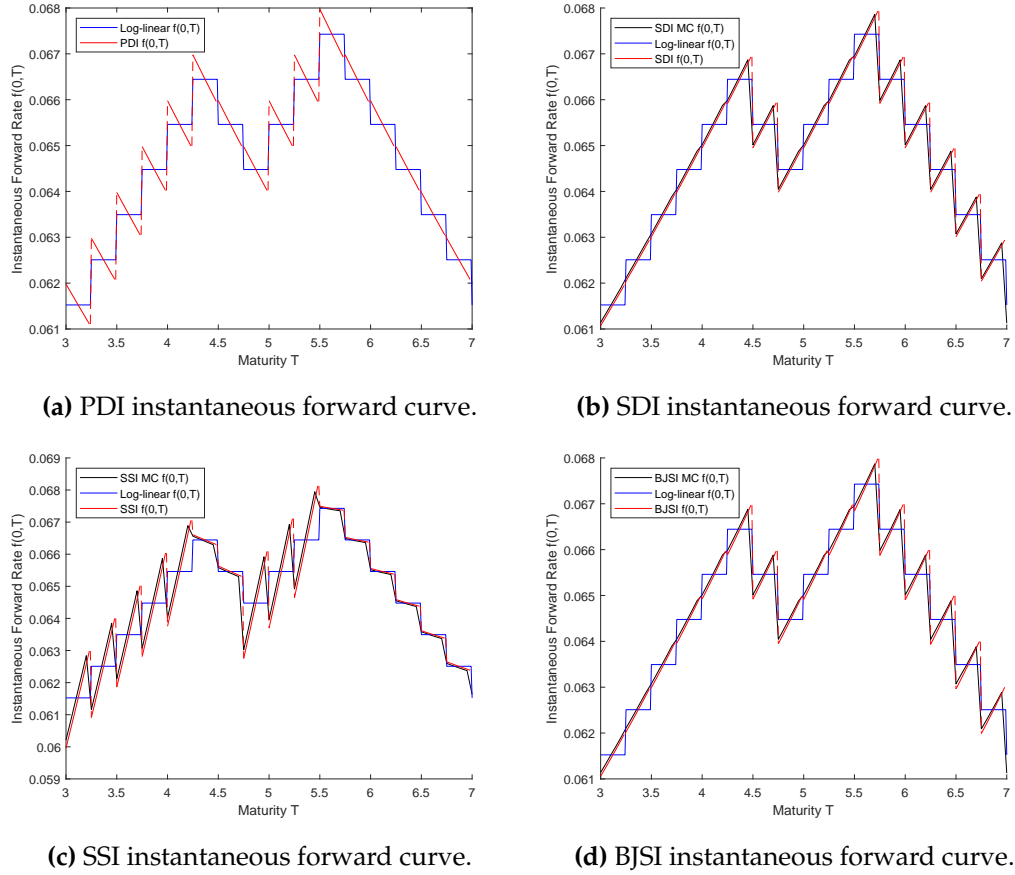 0.068
0.067
0.066
0.065
0.064
0.063
0.062
0.061
Instantaneous Forward Rate f(0,T)
Log-linear f(0,T)
PDI f(0,T)
3 3.5 4 4.5 5 5.5 6 6.5 7
Maturity T
(a) PDI instantaneous forward curve.
0.068
0.067
0.066
0.065
0.064
0.063
0.062
0.061
Instantaneous Forward Rate f(0,T)
SDI MC f(0,T)
Log-linear f(0,T)
SDI f(0,T)
3 3.5 4 4.5 5 5.5 6 6.5 7
Maturity T
(b) SDI instantaneous forward curve.
0.069
0.068
0.067
0.066
0.065
0.064
0.063
0.062
0.061
0.06
0.059
Instantaneous Forward Rate f(0,T)
SSI MC f(0,T)
Log-linear f(0,T)
SSI f(0,T)
3 3.5 4 4.5 5 5.5 6 6.5 7
Maturity T
(c) SSI instantaneous forward curve.
0.068
0.067
0.066
0.065
0.064
0.063
0.062
0.061
Instantaneous Forward Rate f(0,T)
BJSI MC f(0,T)
Log-linear f(0,T)
BJSI f(0,T)
3 3.5 4 4.5 5 5.5 6 6.5 7
Maturity T
(d) BJSI instantaneous forward curve.